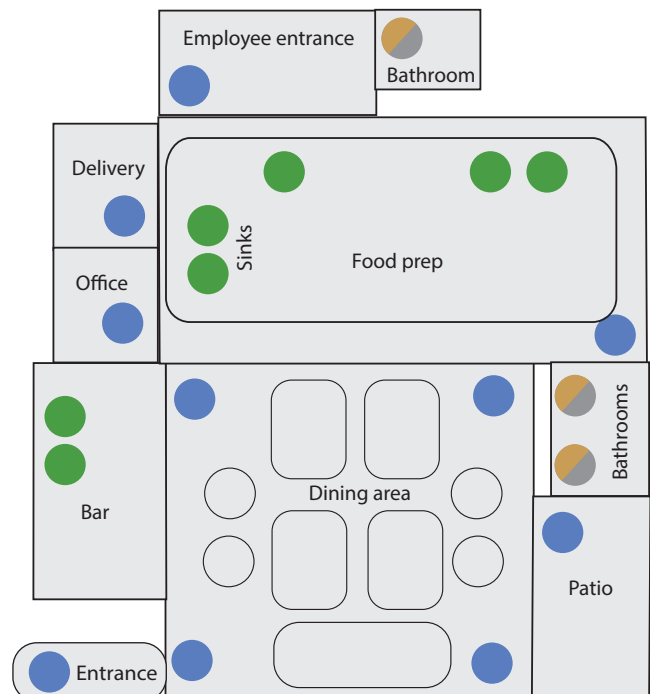 Employee entrance
Bathroom
Delivery
Sinks
Food prep
Office
Bathrooms
Dining area
Bar
Patio
Entrance